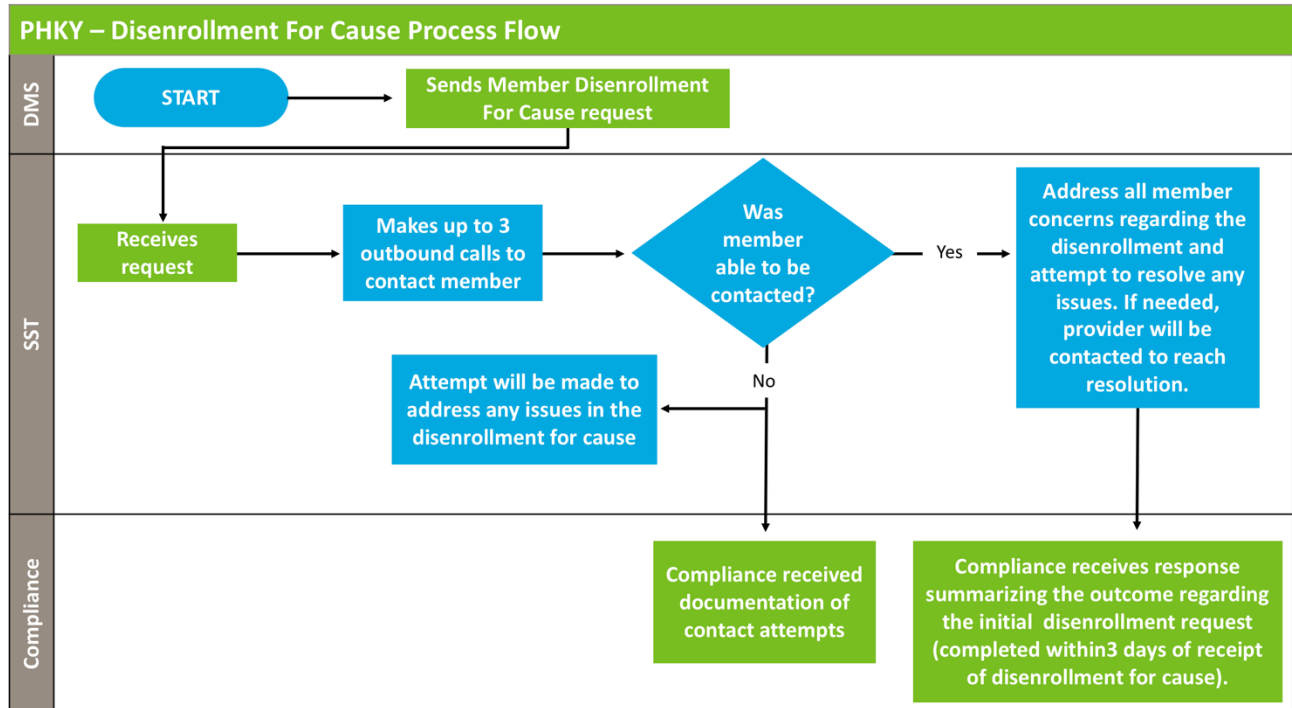 PHKY – Disenrollment For Cause Process Flow
DMS
START
Sends Member Disenrollment
For Cause request
SST
Receives
request
Makes up to 3
outbound calls to
contact member
Was
member
able to be
contacted?
Yes
Address all member
concerns regarding the
disenrollment and
attempt to resolve any
issues. If needed,
provider will be
contacted to reach
resolution.
No
Attempt will be made to
address any issues in the
disenrollment for cause
Compliance
Compliance received
documentation of
contact attempts
Compliance receives response
summarizing the outcome regarding
the initial  disenrollment request
(completed within3 days of receipt
of disenrollment for cause).